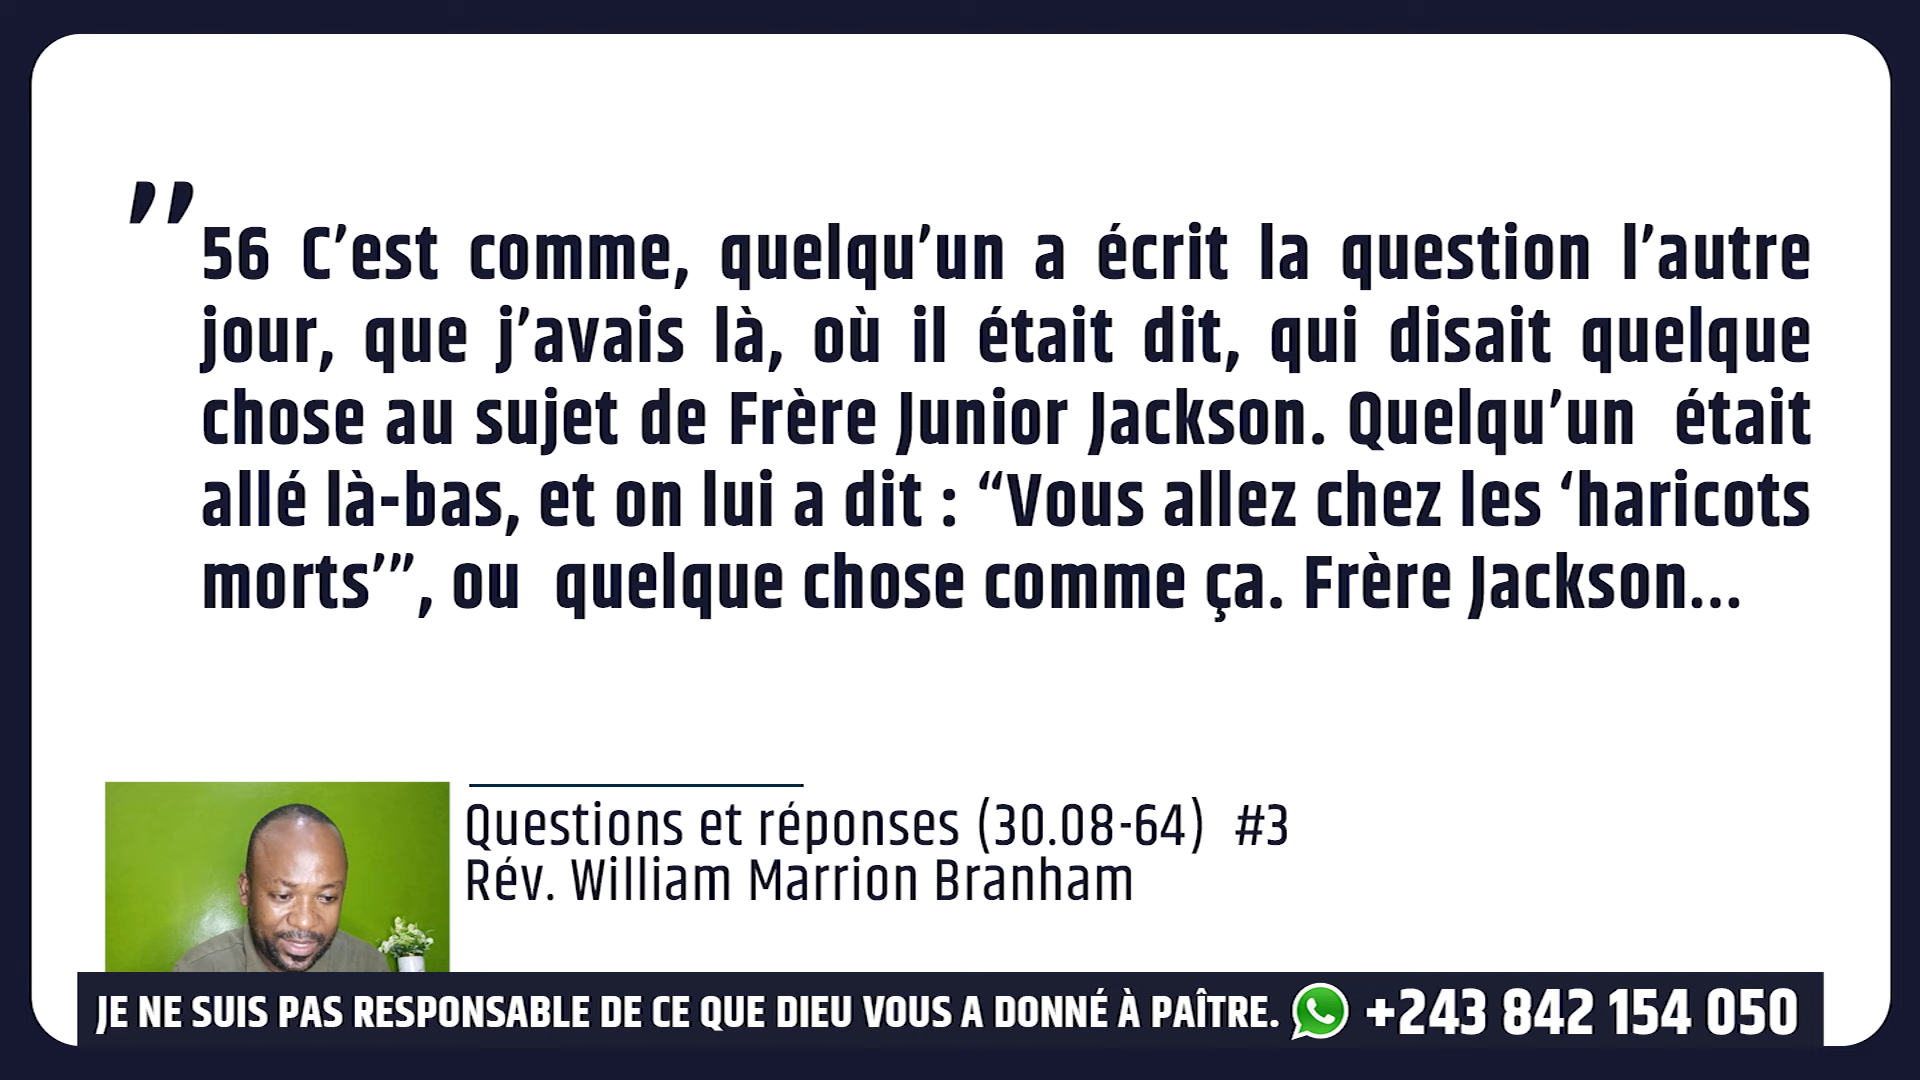 ”
56 C’est comme, quelqu’un a écrit la question l’autre
jour, que j’avais là, où il était dit, qui disait quelque
chose au sujet de Frère Junior Jackson. Quelqu’un était
allé là-bas, et on lui a dit : “Vous allez chez les ‘haricots
morts’”, ou quelque chose comme ça. Frère Jackson...
Questions et réponses (30.08-64) #3
Rév. William Marrion Branham
JE NE SUIS PAS RESPONSABLE DE CE QUE DIEU VOUS A DONNÉ À PAÎTRE. +243 842 154 050